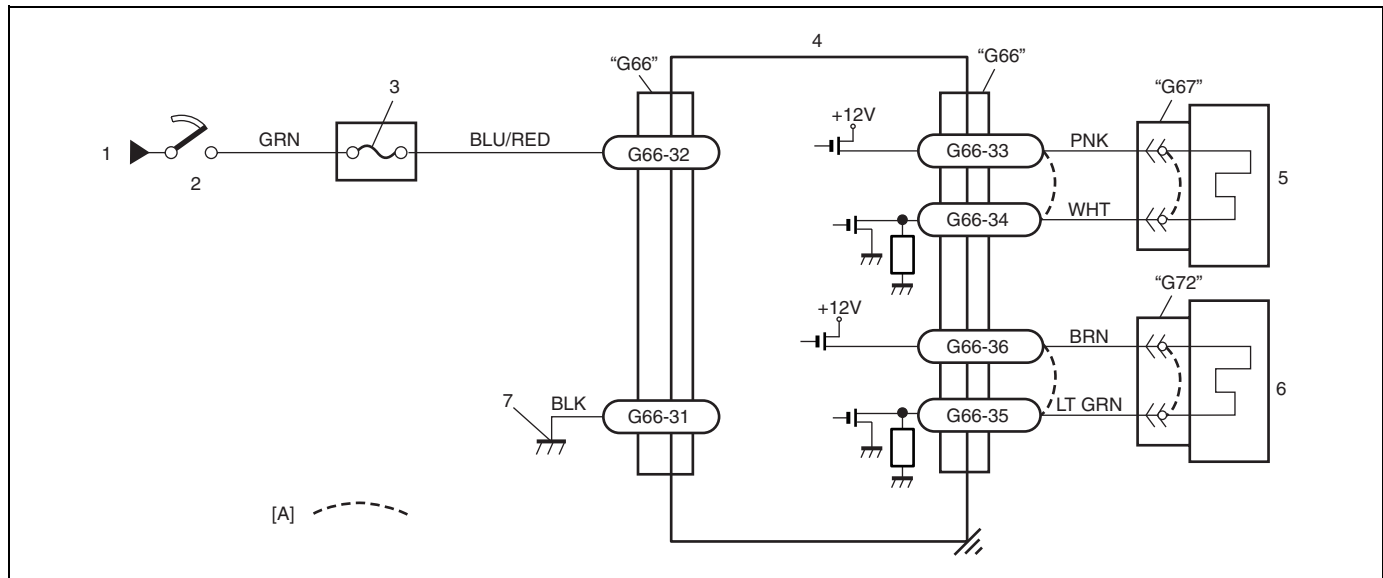 4
“G66”
“G66”
3
“G67”
+12V
1
GRN
BLU/RED
G66-32
G66-33
PNK
2
5
G66-34
WHT
“G72”
+12V
G66-36
BRN
6
7
BLK
G66-31
G66-35
LT GRN
[A]